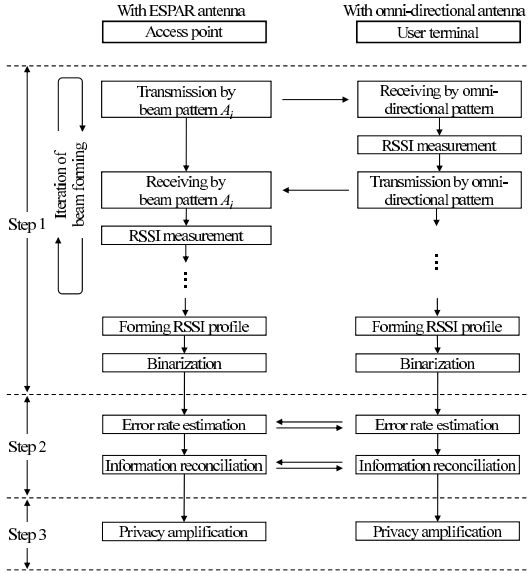 With ESPAR antenna
With omni-directional antenna
Access point
User terminal
Transmission by
beam pattern Ai
Receiving by omni-
directional pattern
RSSI measurement
Iteration of
beam forming
Receiving by
beam pattern Ai
Transmission by omni-
directional pattern
Step 1
RSSI measurement
Forming RSSI profile
Forming RSSI profile
Binarization
Binarization
Step 2
Error rate estimation
Error rate estimation
Information reconciliation
Information reconciliation
Step 3
Privacy amplification
Privacy amplification